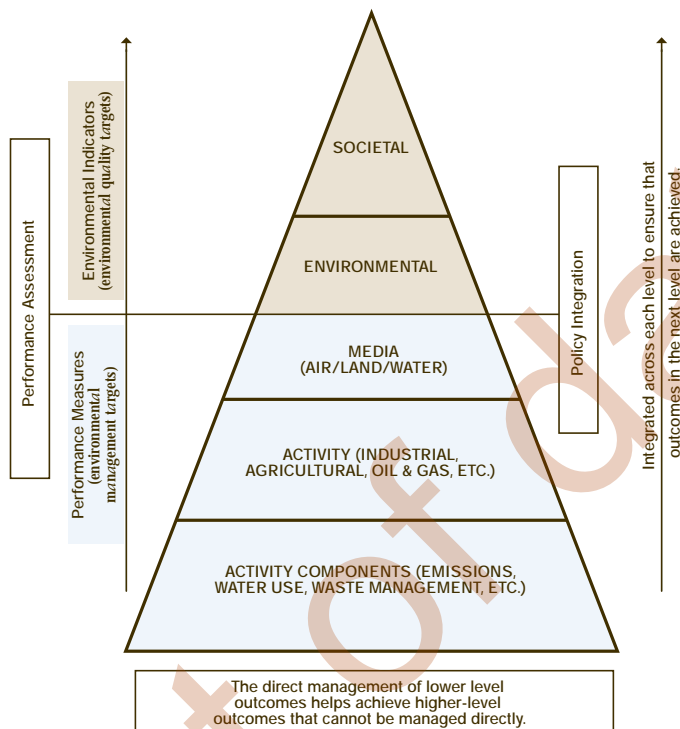 SOCIETAL
ENVIRONMENTAL
MEDIA
(AIR/LAND/WATER)
ACTIVITY (INDUSTRIAL,
AGRICULTURAL, OIL & GAS, ETC.)
ACTIVITY COMPONENTS (EMISSIONS,
WATER USE, WASTE MANAGEMENT, ETC.)
Performance Assessment
Environmental Indicators
(environmental quality targets)
Performance Measures
(environmental
management targets)
Policy Integration
Integrated across each level to ensure that
outcomes in the next level are achieved.
The direct management of lower level
outcomes helps achieve higher-level
outcomes that cannot be managed directly.
of da